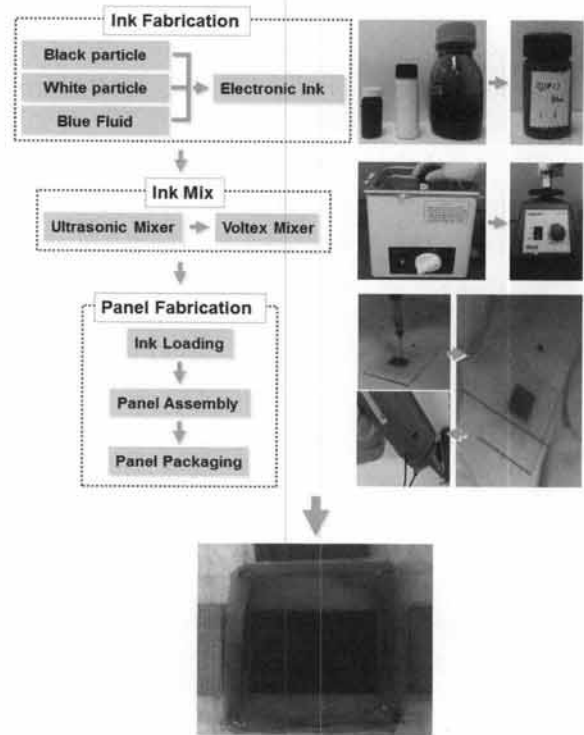 Ink Fabrication
Black particle
White particle
Electronic Ink
Blue Fluid
Ink Mix
Ultrasonic Mixer
Voltex Mixer
Panel Fabrication
Ink Loading
Panel Assembly
Panel Packaging